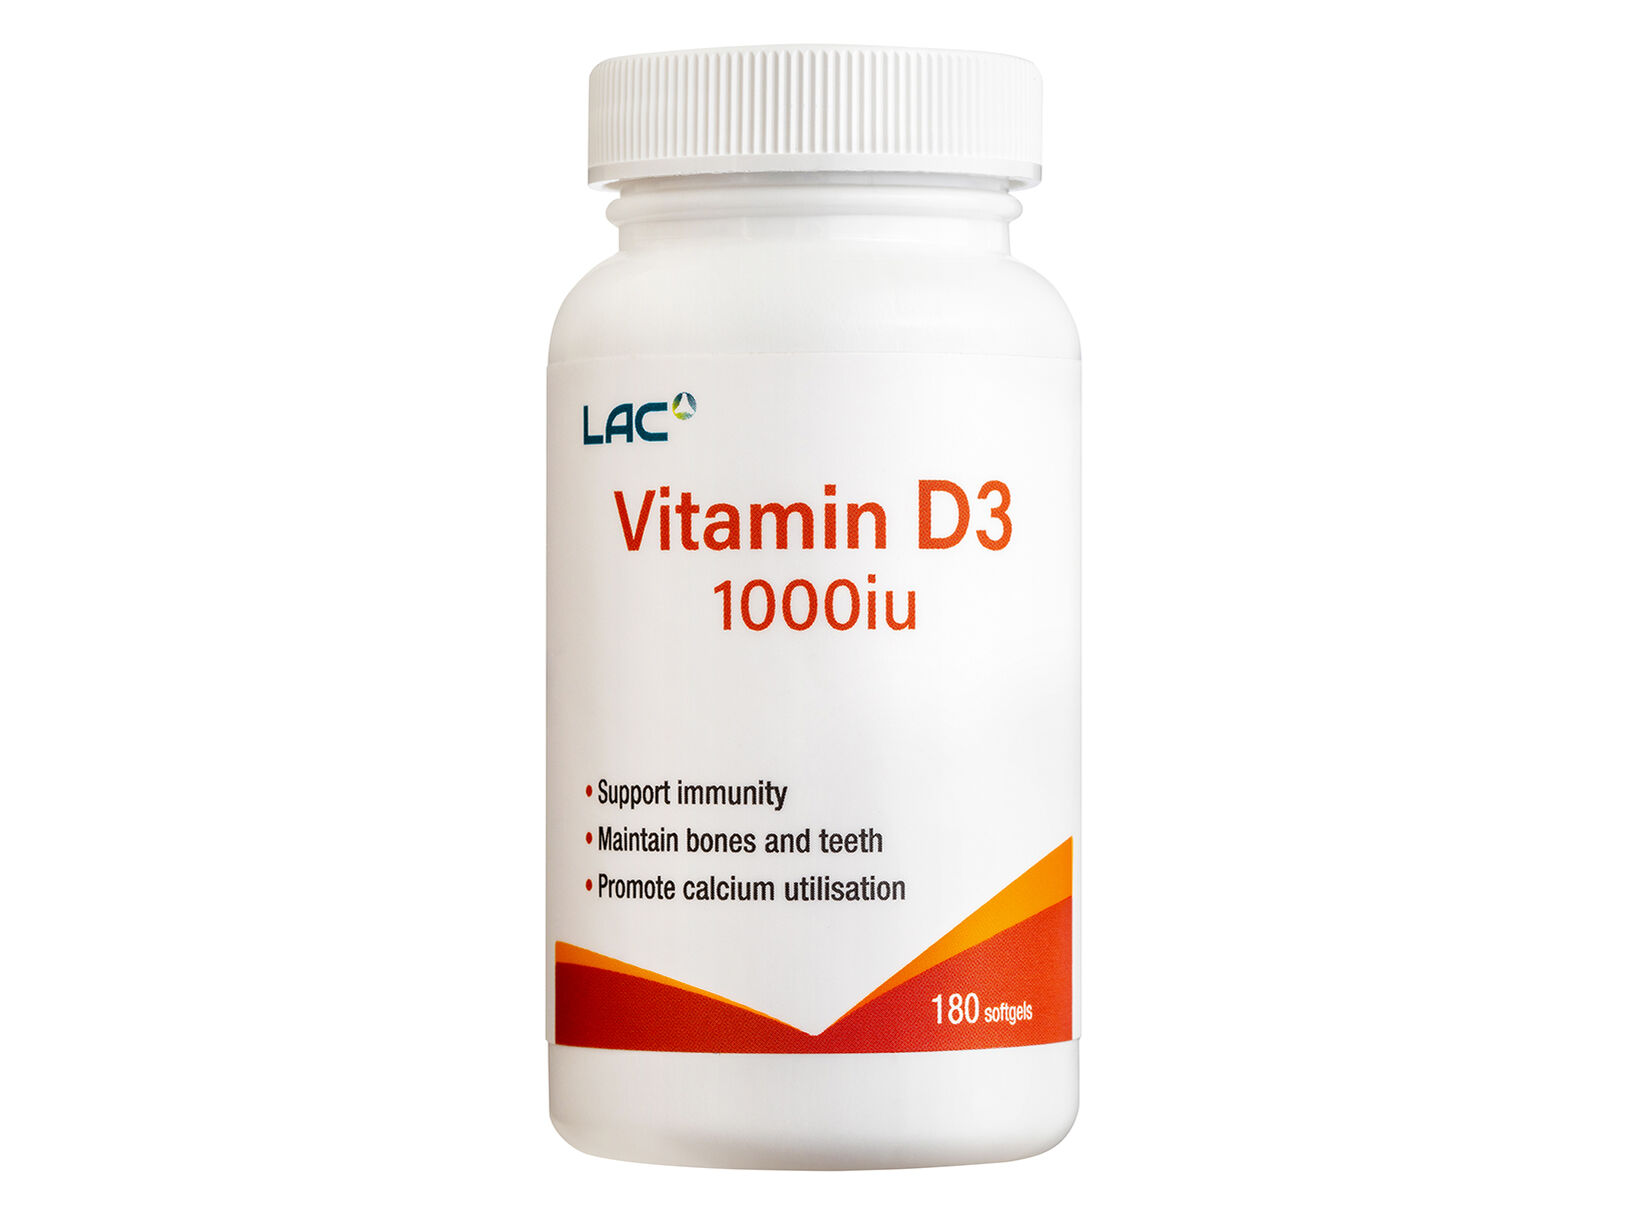 LAC
Vitamin D3
1000iu
• Support immunity
• Maintain bones and teeth
• Promote calcium utilisation
180 softgels